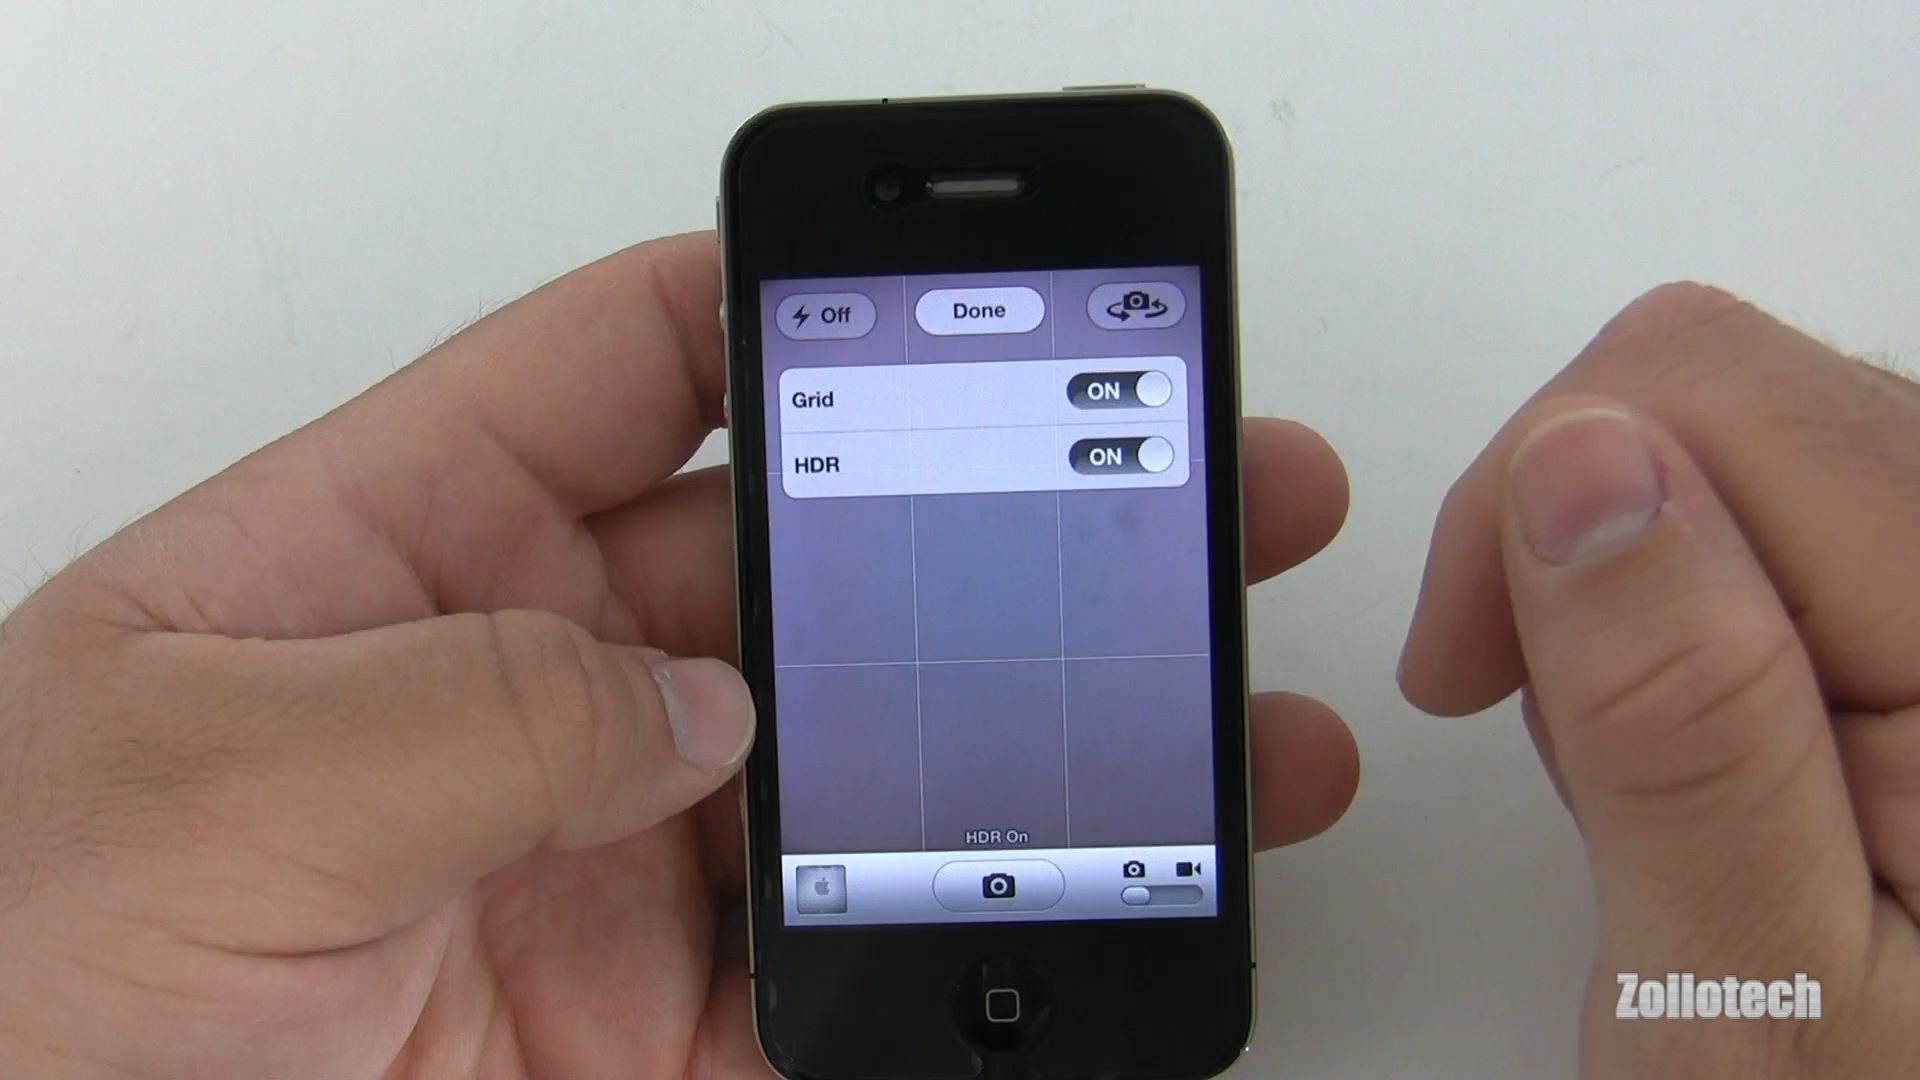 Off
Done
Grid
ON
HDR
ON
HDR On
Zollotech